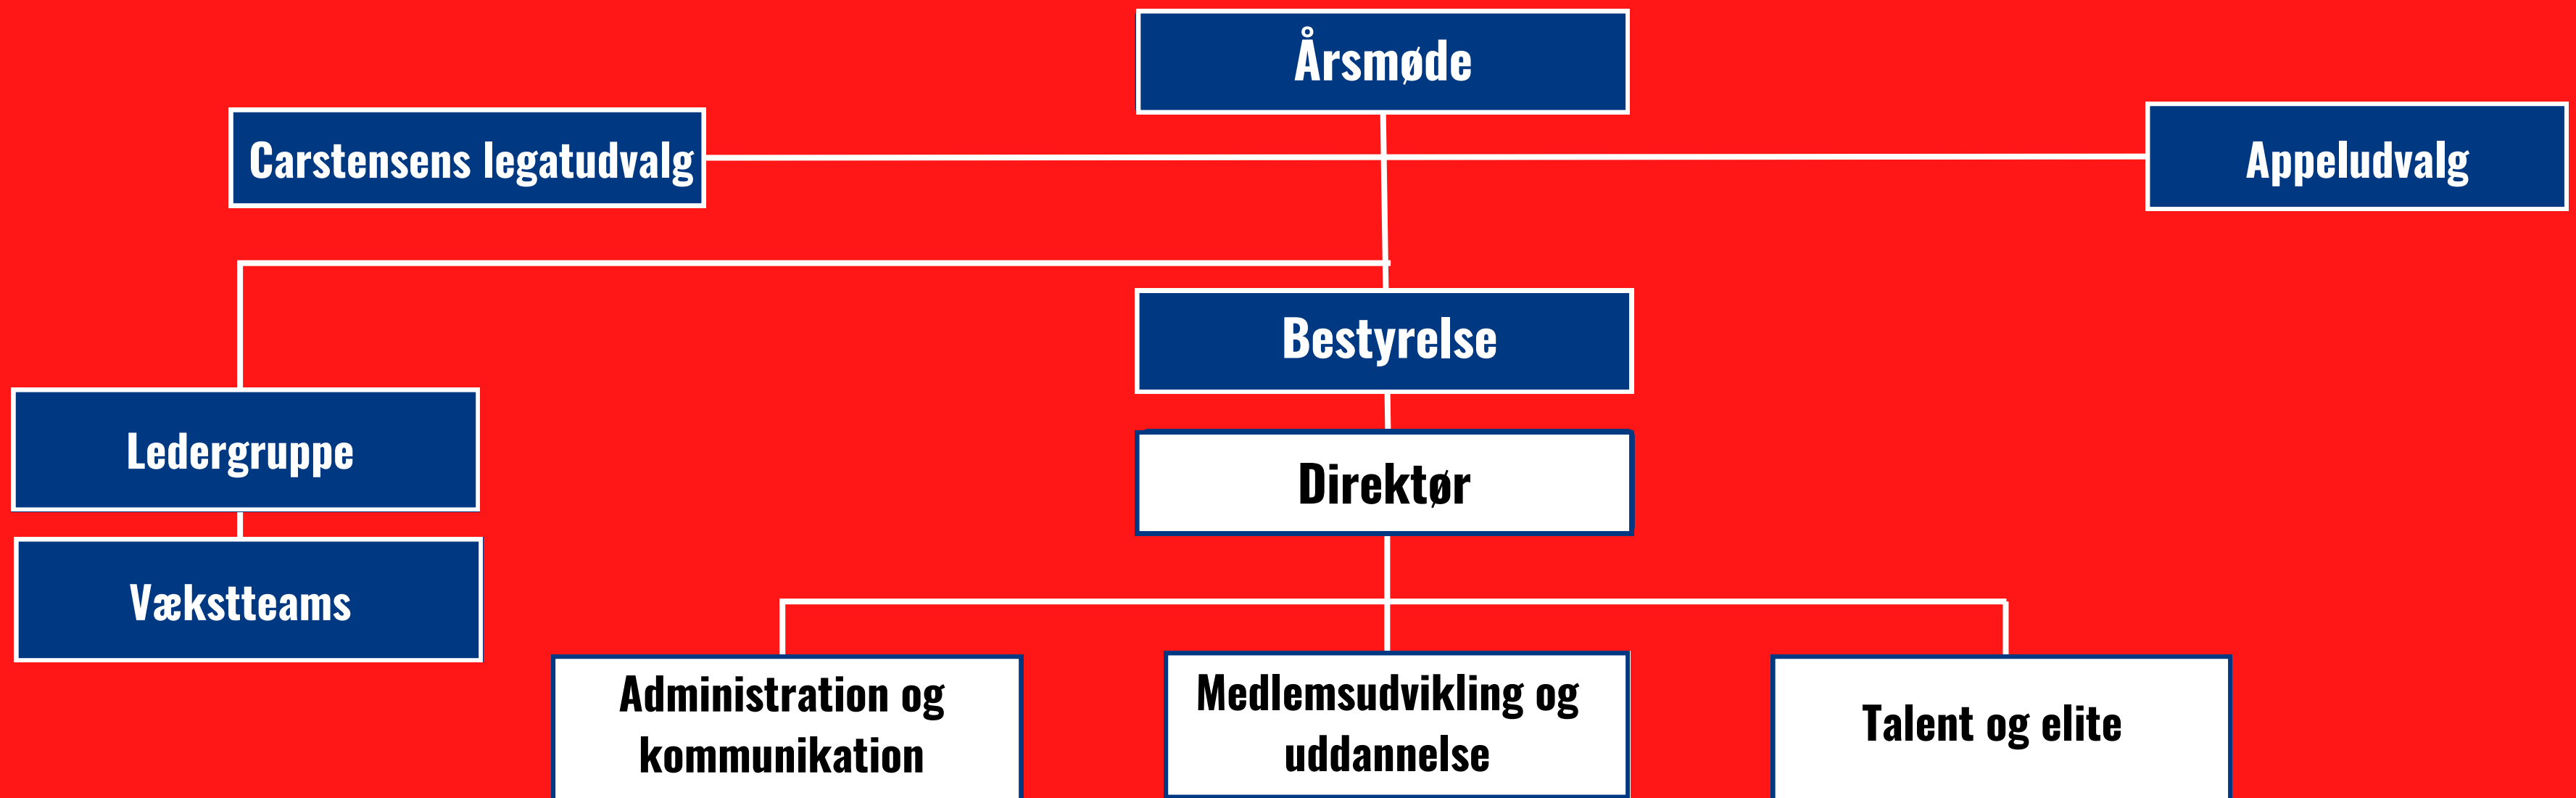 Årsmøde
Carstensens legatudvalg
Appeludvalg
Bestyrelse
Ledergruppe
Direktør
Vækstteams
Administration og
kommunikation
Medlemsudvikling og
uddannelse
Talent og elite